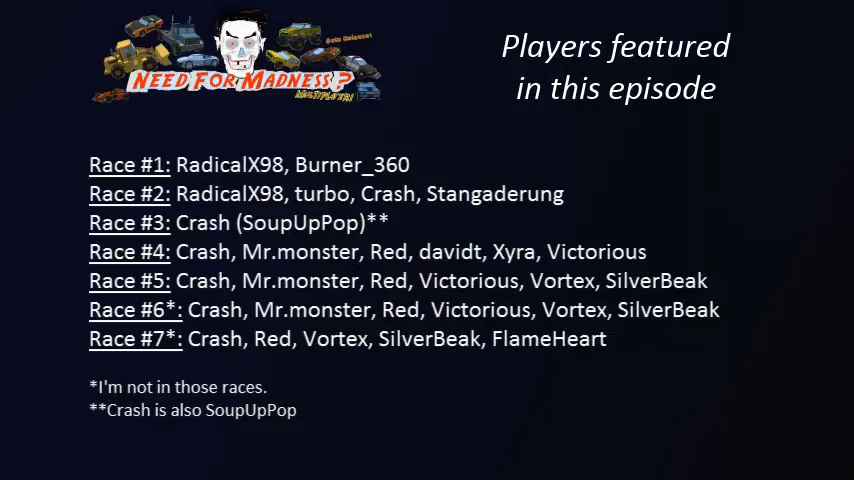 NEED FOR MADNESS?
MULTIPLAYER!
Players featured
in this episode
Race #1: RadicalX98, Burner_360
Race #2: RadicalX98, turbo, Crash, Stangaderung
Race #3: Crash (SoupUpPop)**
Race #4: Crash, Mr.monster, Red, davidt, Xyra, Victorious
Race #5: Crash, Mr.monster, Red, Victorious, Vortex, SilverBeak
Race #6*: Crash, Mr.monster, Red, Victorious, Vortex, SilverBeak
Race #7*: Crash, Red, Vortex, SilverBeak, FlameHeart
*I'm not in those races.
**Crash is also SoupUpPop